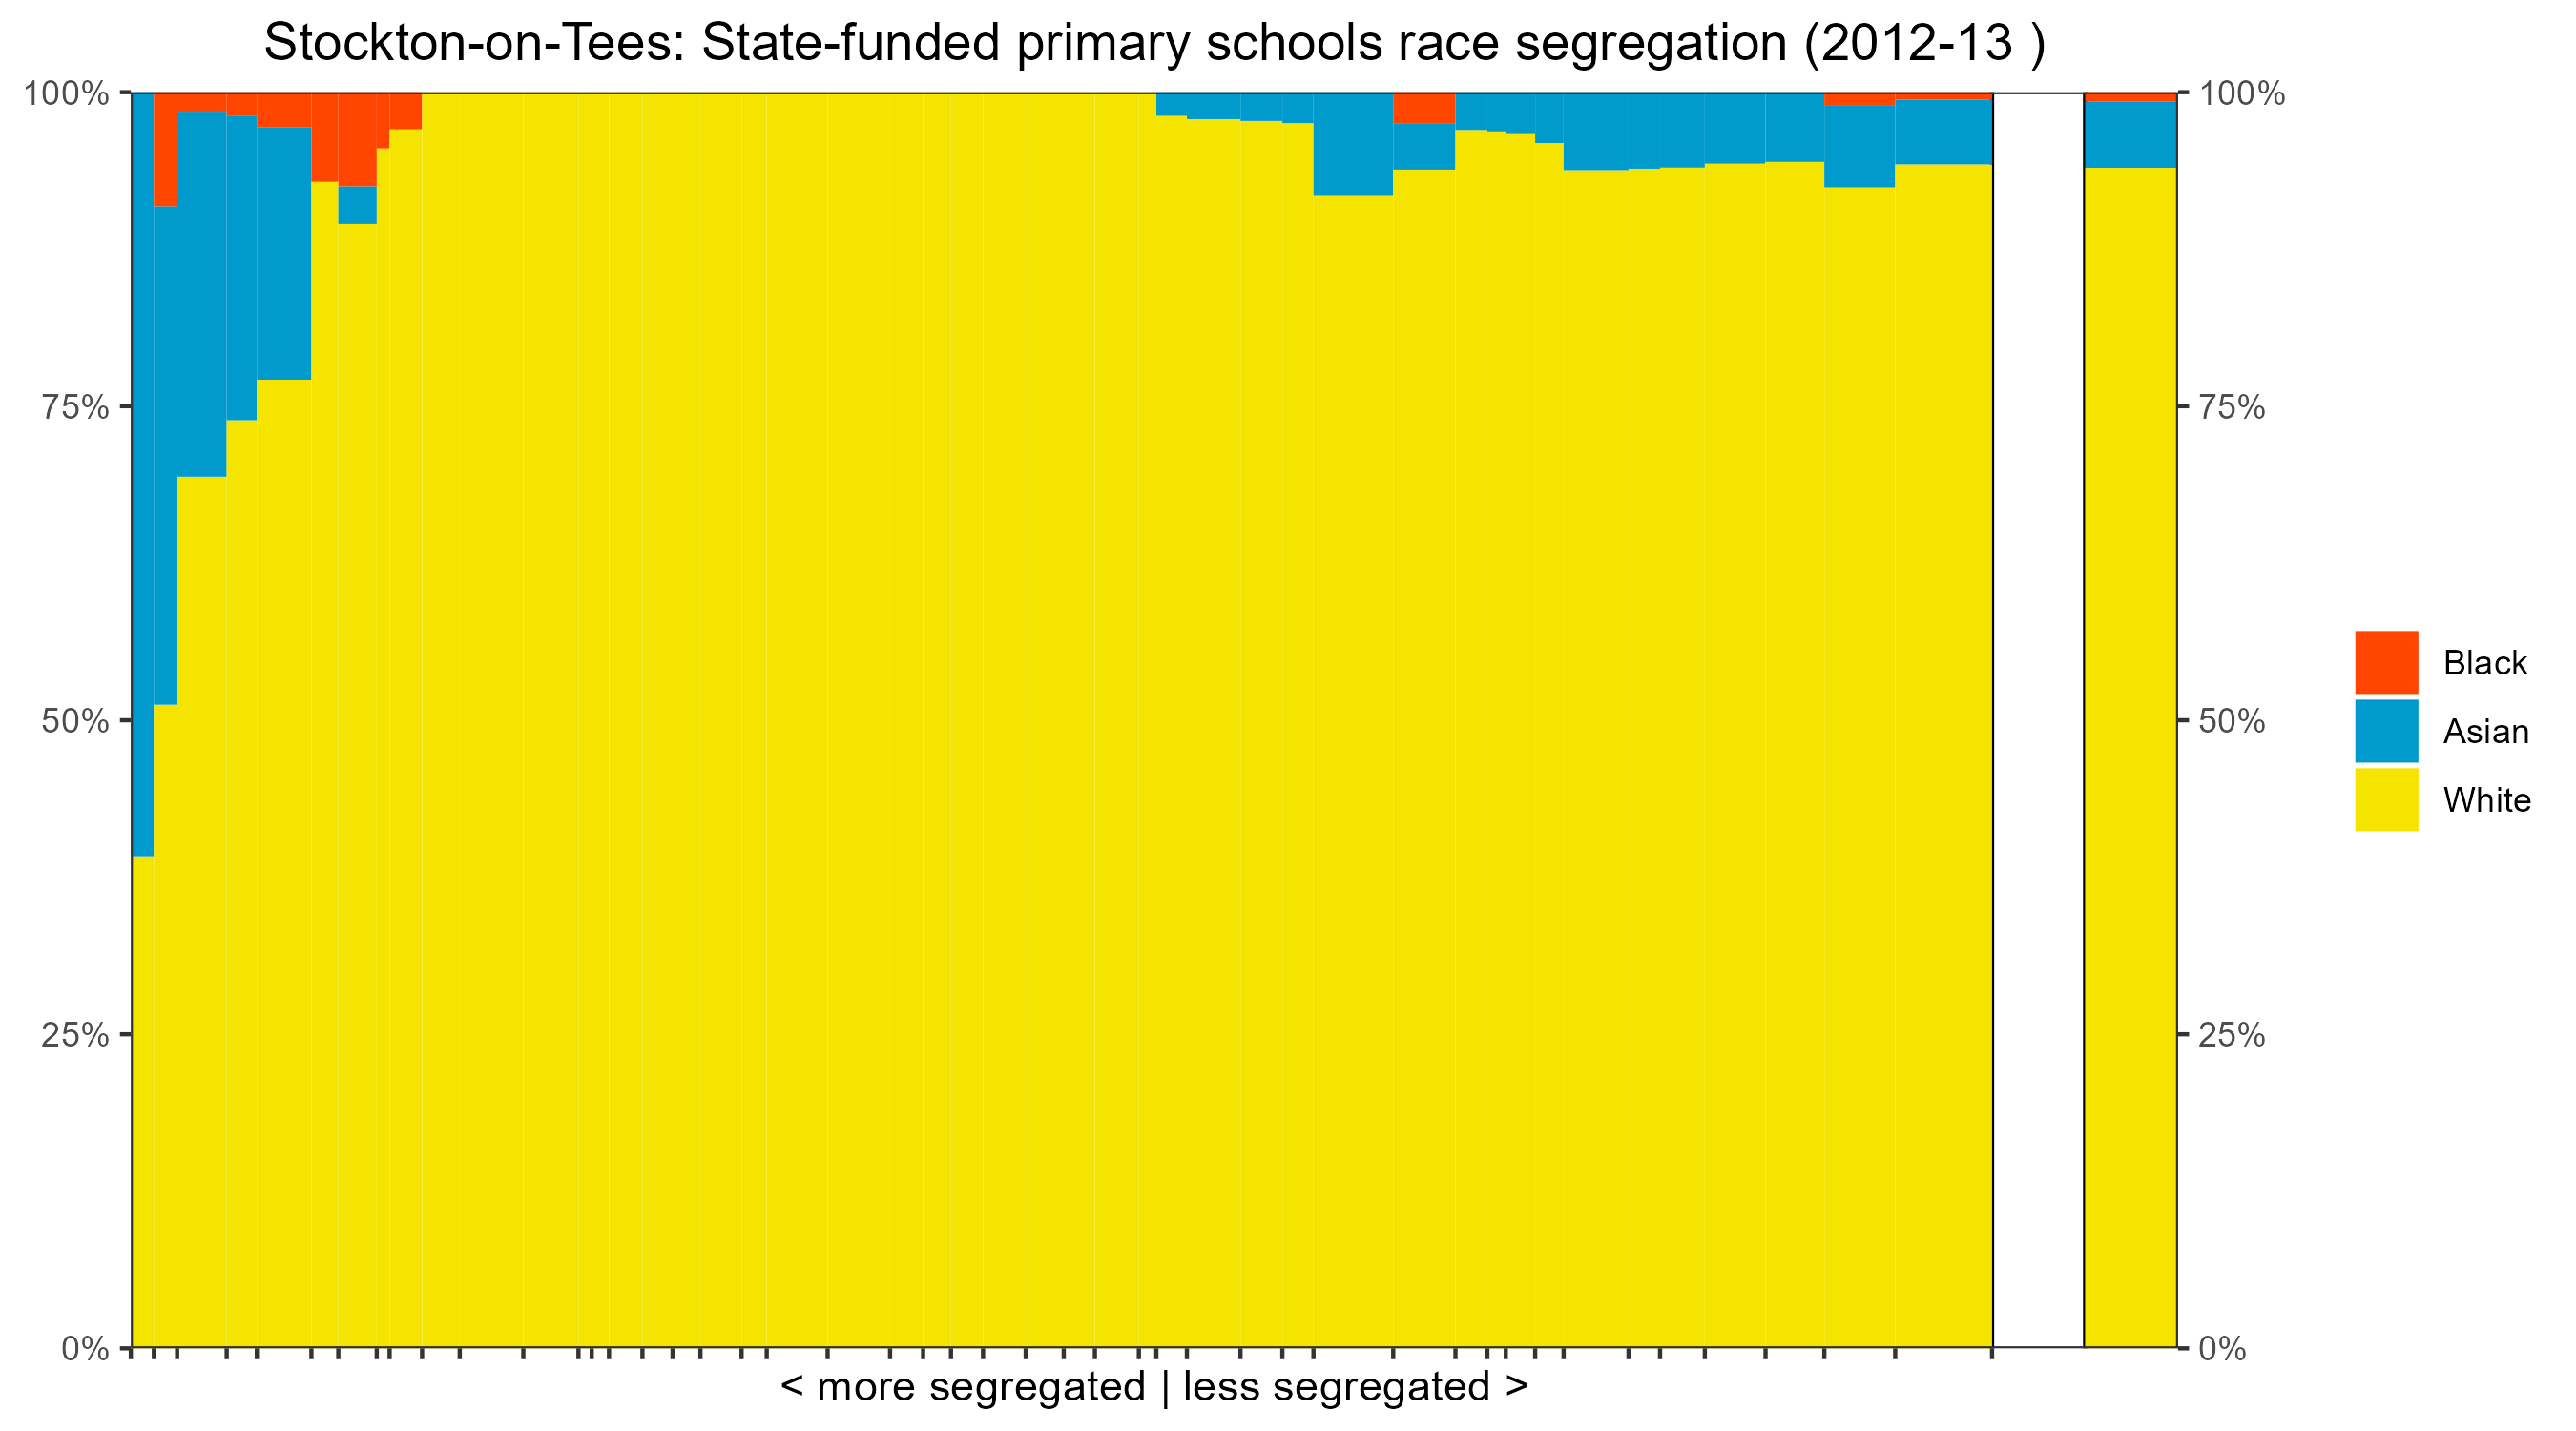 Stockton-on-Tees: State-funded primary schools race segregation (2012-13 )
100%
75%
50%
25%
0%
100%
75%
50%
25%
0%
Black
Asian
White
< more segregated | less segregated >